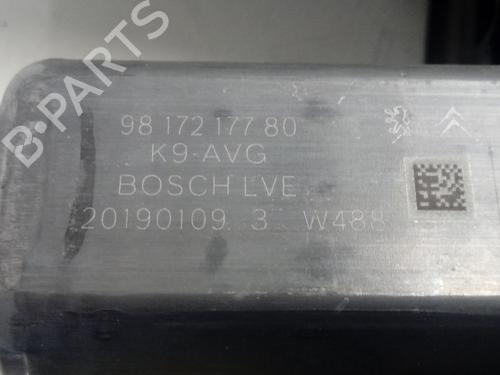 98 172 177 80
K9-AVG
BOSCH LVE
20190109 3 W488
B-PARTS